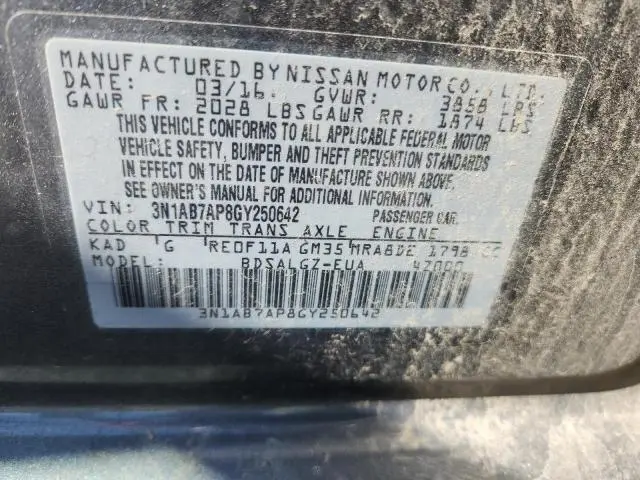 MANUFACTURED BY NISSAN MOTOR CO., LTD.
DATE: 03/16 GVWR: 3858 LBS
GAWR FR: 2028 LBS GAWR RR: 1874 LBS
THIS VEHICLE CONFORMS TO ALL APPLICABLE FEDERAL MOTOR
VEHICLE SAFETY, BUMPER AND THEFT PREVENTION STANDARDS
IN EFFECT ON THE DATE OF MANUFACTURE SHOWN ABOVE.
SEE OWNER'S MANUAL FOR ADDITIONAL INFORMATION.
VIN: 3N1AB7AP8GY250642 PASSENGER CAR
COLOR TRIM TRANS AXLE ENGINE
KAD G RE0F11A GM35 MRA8DE 1798 CC
MODEL: BDSALGZ-EUA
3N1AB7AP8GY250642